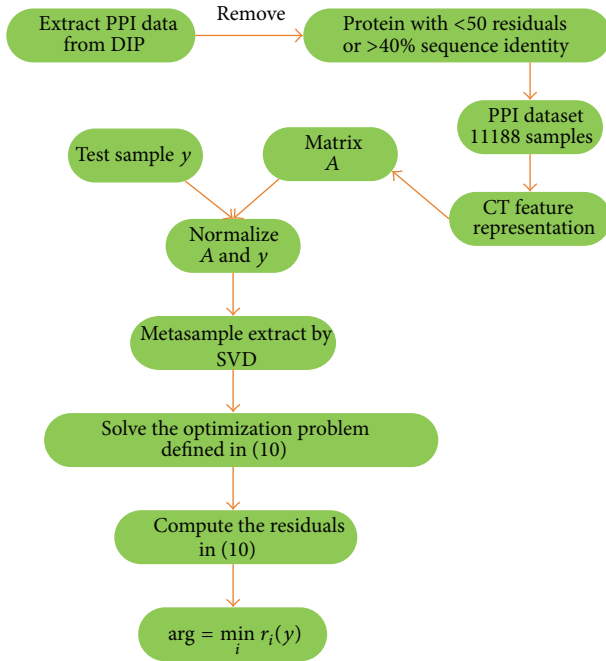 Extract PPI data
from DIP
Remove
Protein with <50 residuals
or >40% sequence identity
PPI dataset
11188 samples
CT feature
representation
Matrix
A
Test sample y
Normalize
A and y
Metasample extract by
SVD
Solve the optimization problem
defined in (10)
Compute the residuals
in (10)
arg = min r_i(y)
i